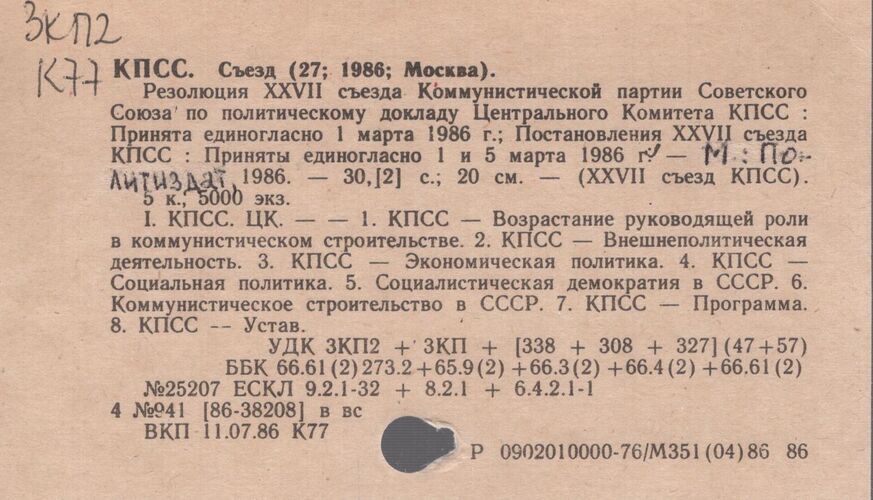 ЗКП2
К77
КПСС. Съезд (27; 1986; Москва).
Резолюция XXVII съезда Коммунистической партии Советского
Союза по политическому докладу Центрального Комитета КПСС :
Принята единогласно 1 марта 1986 г.; Постановления XXVII съезда
КПСС : Приняты единогласно 1 и 5 марта 1986 г. — М : По-
литиздат, 1986. — 30,[2] с.; 20 см. — (XXVII съезд КПСС).
5 к., 5000 экз.
I. КПСС. ЦК. — — 1. КПСС — Возрастание руководящей роли
в коммунистическом строительстве. 2. КПСС — Внешнеполитическая
деятельность. 3. КПСС — Экономическая политика. 4. КПСС —
Социальная политика. 5. Социалистическая демократия в СССР. 6.
Коммунистическое строительство в СССР. 7. КПСС — Программа.
8. КПСС -- Устав.
УДК ЗКП2 + ЗКП + [338 + 308 + 327] (47+57)
ББК 66.61(2)273.2+65.9(2)+66.3(2)+66.4(2)+66.61(2)
№25207 ЕСКЛ 9.2.1-32 + 8.2.1 + 6.4.2.1-1
4 №941 [86-38208] в вс
ВКП 11.07.86 К77
Р 0902010000-76/М351(04)86 86